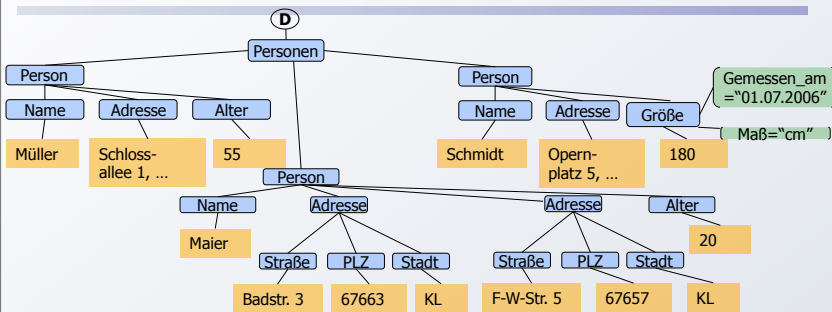 D
Personen
Person
Person
Name
Adresse
Alter
Name
Adresse
Größe
Gemessen_am
="01.07.2006"
Maß="cm"
Müller
Schloss-
allee 1, ...
55
Schmidt
Opern-
platz 5, ...
180
Person
Name
Adresse
Adresse
Alter
Maier
20
Straße
PLZ
Stadt
Straße
PLZ
Stadt
Badstr. 3
67663
KL
F-W-Str. 5
67657
KL